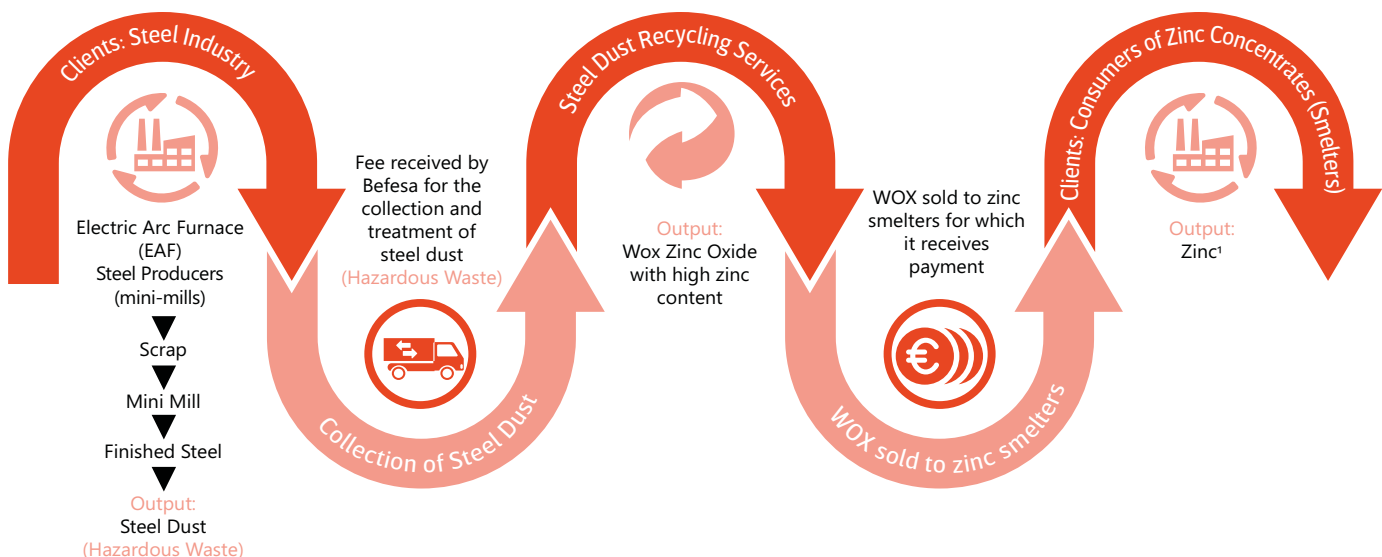 Clients: Steel Industry
Electric Arc Furnace
(EAF)
Steel Producers
(mini-mills)
Scrap
Mini Mill
Finished Steel
Output:
Steel Dust
(Hazardous Waste)
Fee received by
Befesa for the
collection and
treatment of
steel dust
(Hazardous Waste)
Collection of Steel Dust
Steel Dust Recycling Services
Output:
Wox Zinc Oxide
with high zinc
content
WOX sold to zinc
smelters for which
it receives
payment
€
WOX sold to zinc smelters
Clients: Consumers of Zinc Concentrates (Smelters)
Output:
Zinc¹